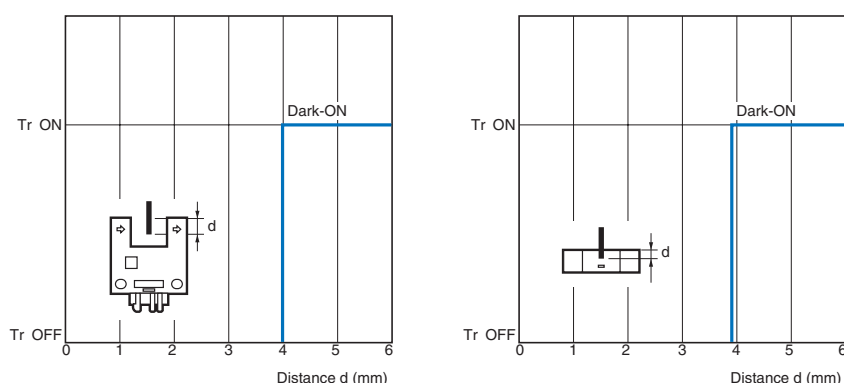 Dark-ON
Tr ON
d
Tr OFF
0 1 2 3 4 5 6
Distance d (mm)
Dark-ON
Tr ON
d
Tr OFF
0 1 2 3 4 5 6
Distance d (mm)